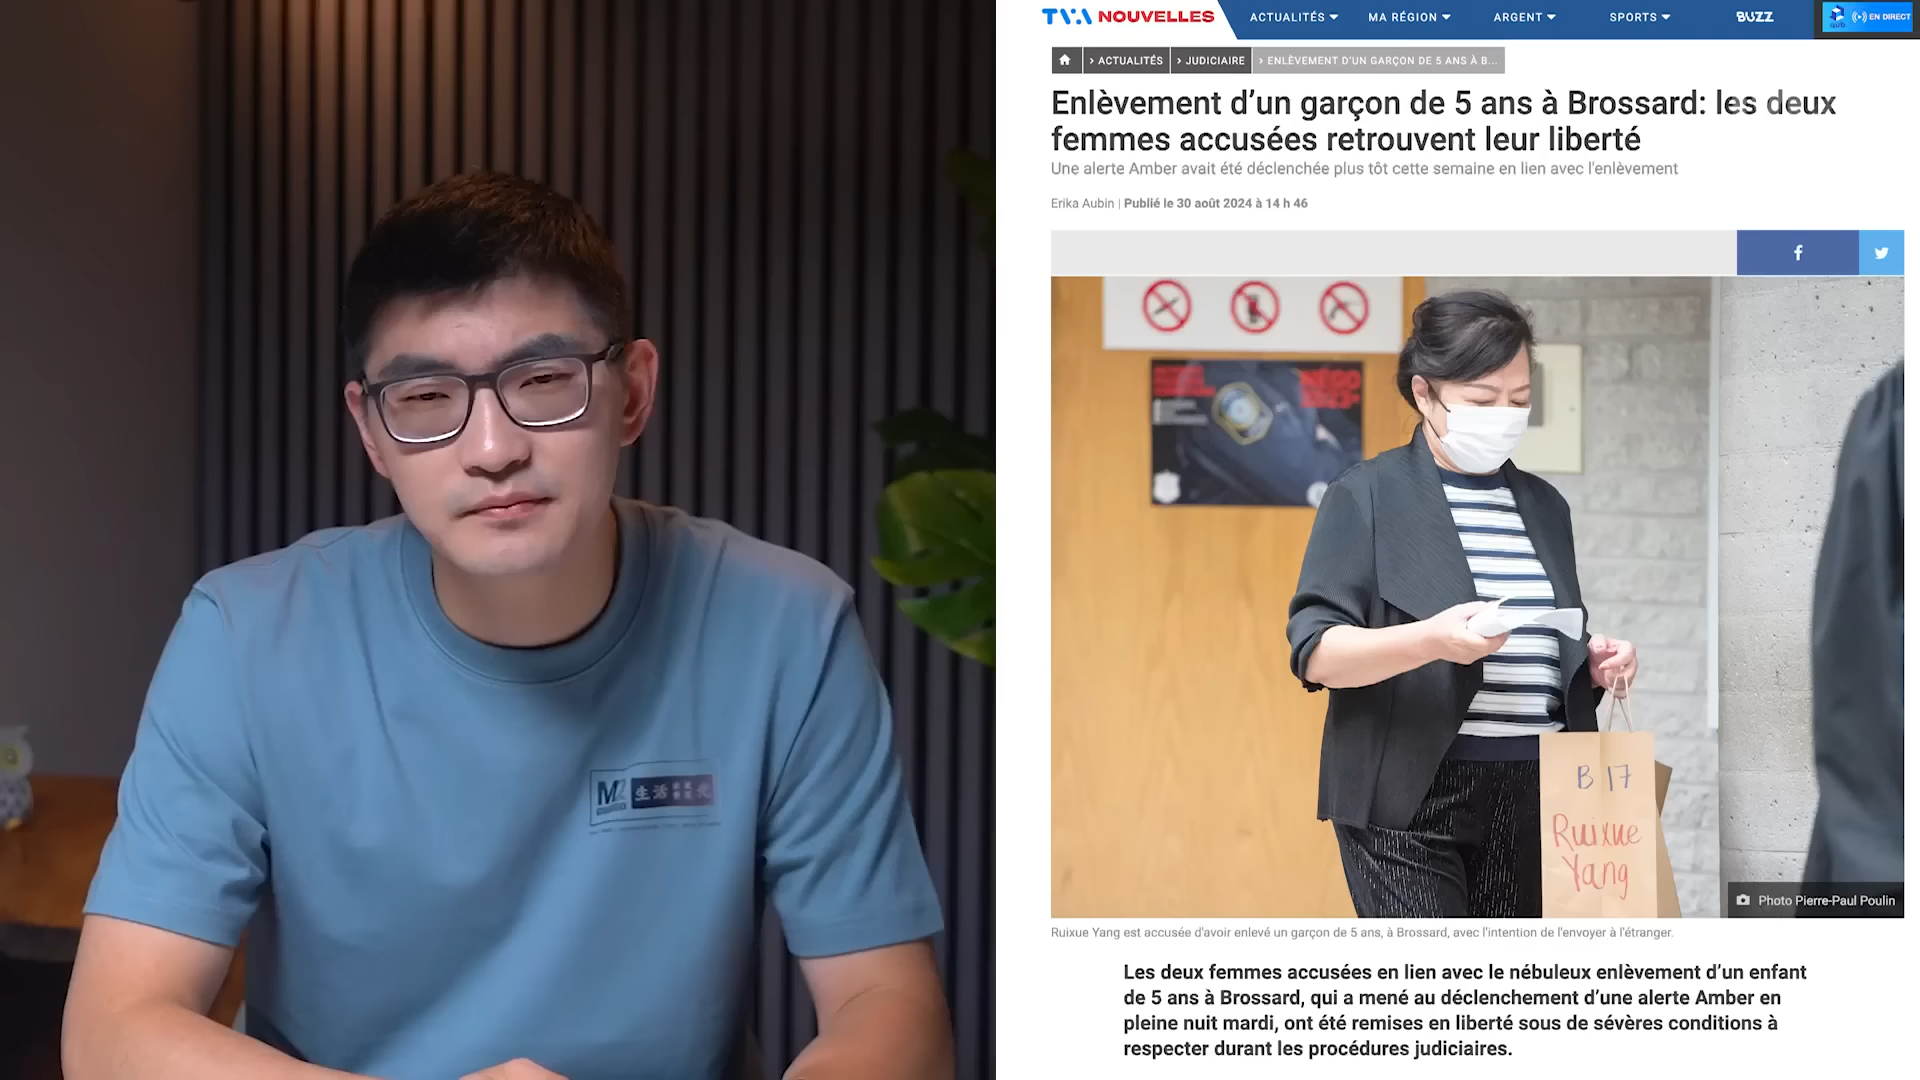 TVA NOUVELLES
ACTUALITÉS
MA RÉGION
ARGENT
SPORTS
BUZZ
qub
EN DIRECT
> ACTUALITÉS
> JUDICIAIRE
> ENLÈVEMENT D'UN GARÇON DE 5 ANS À B...
Enlèvement d’un garçon de 5 ans à Brossard: les deux
femmes accusées retrouvent leur liberté
Une alerte Amber avait été déclenchée plus tôt cette semaine en lien avec l'enlèvement
Erika Aubin | Publié le 30 août 2024 à 14 h 46
M2 生活
B 17
Ruixue
Yang
Photo Pierre-Paul Poulin
Ruixue Yang est accusée d'avoir enlevé un garçon de 5 ans, à Brossard, avec l'intention de l'envoyer à l'étranger.
Les deux femmes accusées en lien avec le nébuleux enlèvement d’un enfant
de 5 ans à Brossard, qui a mené au déclenchement d’une alerte Amber en
pleine nuit mardi, ont été remises en liberté sous de sévères conditions à
respecter durant les procédures judiciaires.